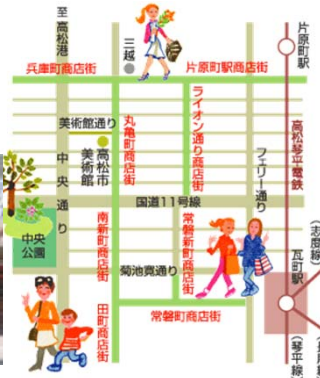 至高松港
三越
片原町駅
兵庫町商店街
片原町駅商店街
美術館通り
丸亀町商店街
ライオン通り商店街
高松琴平電鉄
高松市
美術館
中央通り
フェリー通り
国道11号線
中央
公園
南新町商店街
常磐新町商店街
菊池寛通り
瓦町駅
(志度線)
田町商店街
常磐町商店街
(琴平線)